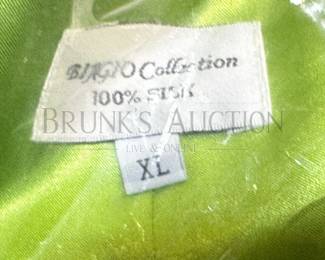 BIAGIO Collection
100% SILK
BRUNK'S AUCTION
LIVE & ONLINE
XL